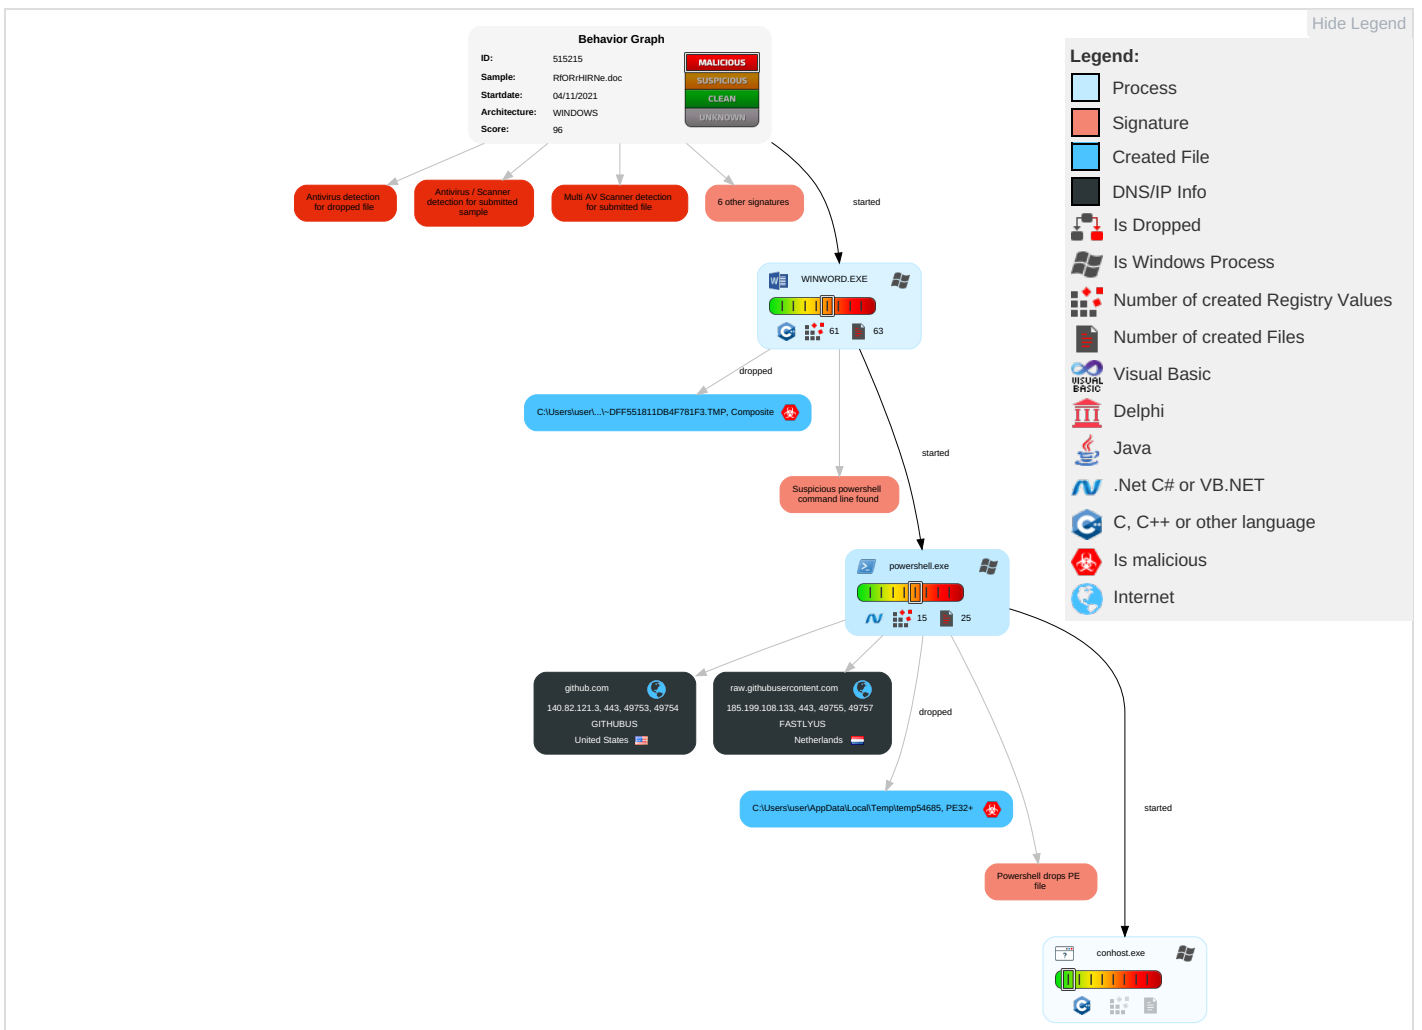 Hide Legend
Behavior Graph
ID: 515215
Sample: RfORrHIRNe.doc
Startdate: 04/11/2021
Architecture: WINDOWS
Score: 96
MALICIOUS
SUSPICIOUS
CLEAN
UNKNOWN
Legend:
Process
Signature
Created File
DNS/IP Info
Is Dropped
Is Windows Process
Number of created Registry Values
Number of created Files
VISUAL
BASIC
Visual Basic
Delphi
Java
.Net C# or VB.NET
C, C++ or other language
Is malicious
Internet
Antivirus detection
for dropped file
Antivirus / Scanner
detection for submitted
sample
Multi AV Scanner detection
for submitted file
6 other signatures
started
WINWORD.EXE
61
63
dropped
C:\Users\user\...\~DFF551811DB4F781F3.TMP, Composite
started
Suspicious powershell
command line found
powershell.exe
15
25
github.com
140.82.121.3, 443, 49753, 49754
GITHUBUS
United States
raw.githubusercontent.com
185.199.108.133, 443, 49755, 49757
FASTLYUS
Netherlands
dropped
C:\Users\user\AppData\Local\Temp\temp54685, PE32+
started
Powershell drops PE
file
conhost.exe